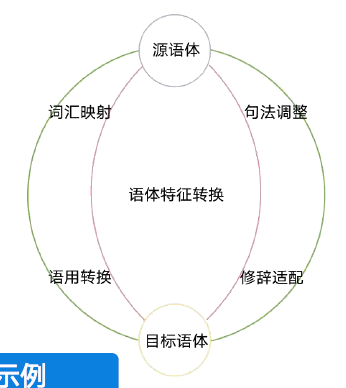 源语体
词汇映射
句法调整
语体特征转换
语用转换
修辞适配
目标语体
示例